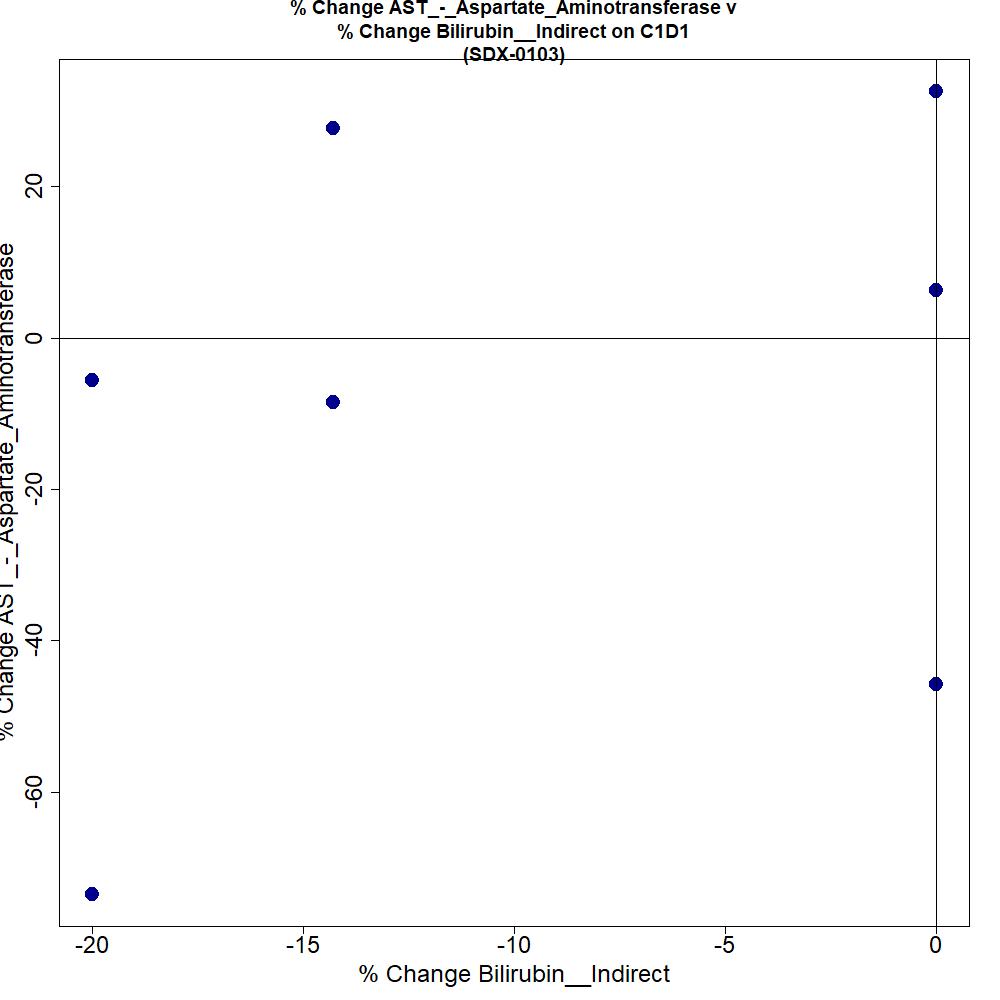 % Change AST_-_Aspartate_Aminotransferase v
% Change Bilirubin__Indirect on C1D1
(SDX-0103)
% Change AST_-_Aspartate_Aminotransferase
20
0
-20
-40
-60
-20 -15 -10 -5 0
% Change Bilirubin__Indirect